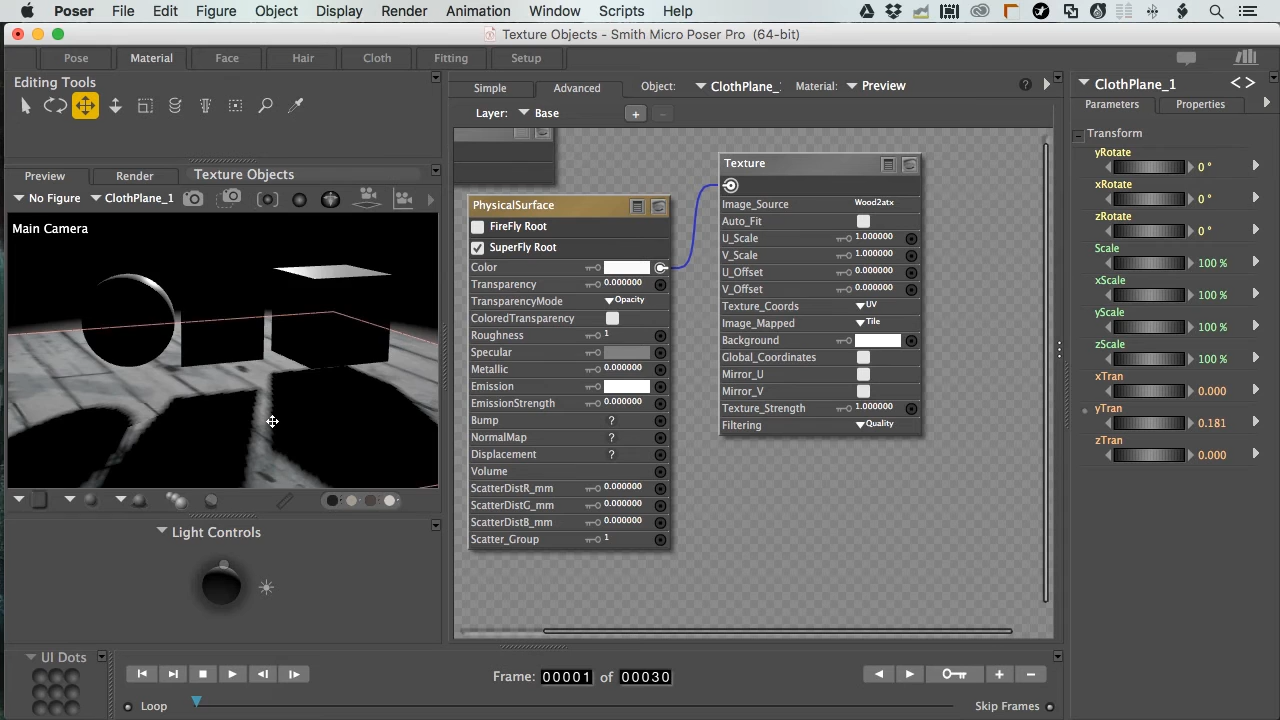 Poser File Edit Figure Object Display Render Animation Window Scripts Help
Texture Objects - Smith Micro Poser Pro (64-bit)
Pose Material Face Hair Cloth Fitting Setup
Editing Tools
Preview Render Texture Objects
No Figure ClothPlane_1
Main Camera
Light Controls
UI Dots
Simple Advanced Object: ClothPlane_ Material: Preview
Layer: Base
PhysicalSurface
FireFly Root
SuperFly Root
Color
Transparency 0.000000
TransparencyMode Opacity
ColoredTransparency
Roughness 1
Specular
Metallic 0.000000
Emission
EmissionStrength 0.000000
Bump ?
NormalMap ?
Displacement ?
Volume
ScatterDistR_mm 0.000000
ScatterDistG_mm 0.000000
ScatterDistB_mm 0.000000
Scatter_Group 1
Texture
Image_Source Wood2atx
Auto_Fit
U_Scale 1.000000
V_Scale 1.000000
U_Offset 0.000000
V_Offset 0.000000
Texture_Coords UV
Image_Mapped Tile
Background
Global_Coordinates
Mirror_U
Mirror_V
Texture_Strength 1.000000
Filtering Quality
ClothPlane_1
Parameters Properties
Transform
yRotate 0 °
xRotate 0 °
zRotate 0 °
Scale 100 %
xScale 100 %
yScale 100 %
zScale 100 %
xTran 0.000
yTran 0.181
zTran 0.000
Frame: 00001 of 00030
Loop Skip Frames